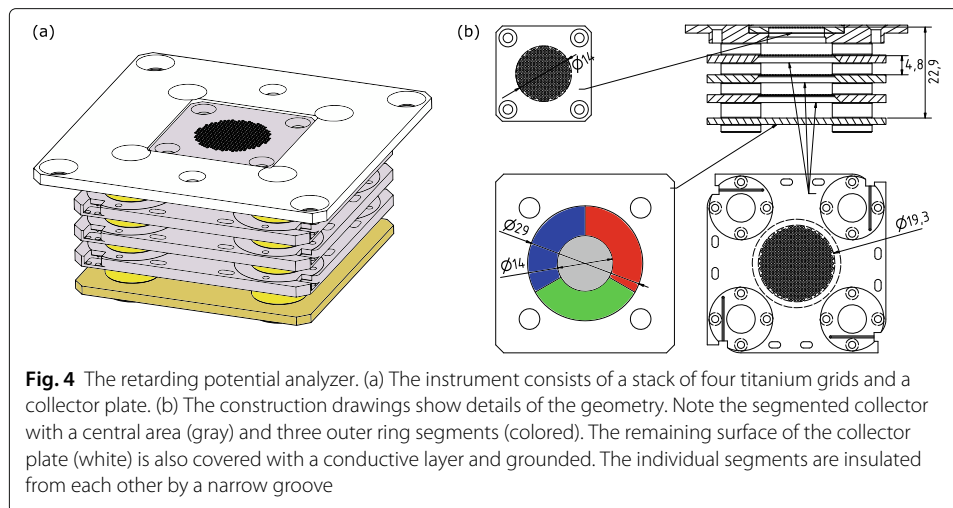 (a)
(b)
Ø14
4,8
22,9
Ø29
Ø14
Ø19,3
Fig. 4 The retarding potential analyzer. (a) The instrument consists of a stack of four titanium grids and a
collector plate. (b) The construction drawings show details of the geometry. Note the segmented collector
with a central area (gray) and three outer ring segments (colored). The remaining surface of the collector
plate (white) is also covered with a conductive layer and grounded. The individual segments are insulated
from each other by a narrow groove